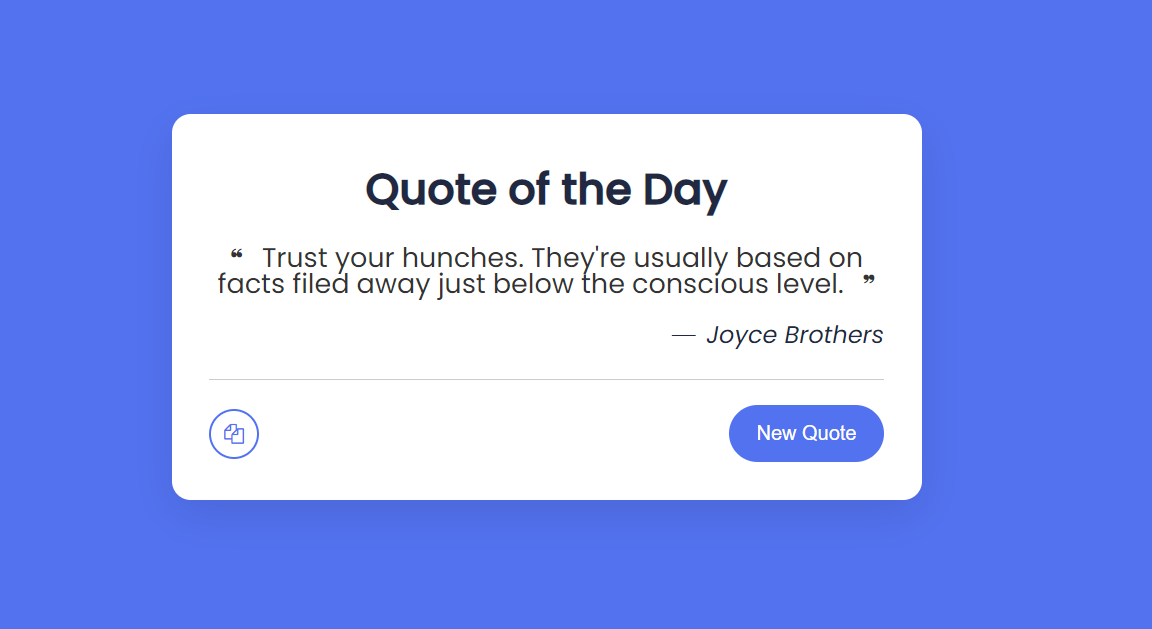 Quote of the Day
❝ Trust your hunches. They're usually based on
facts filed away just below the conscious level. ❞
— Joyce Brothers
New Quote